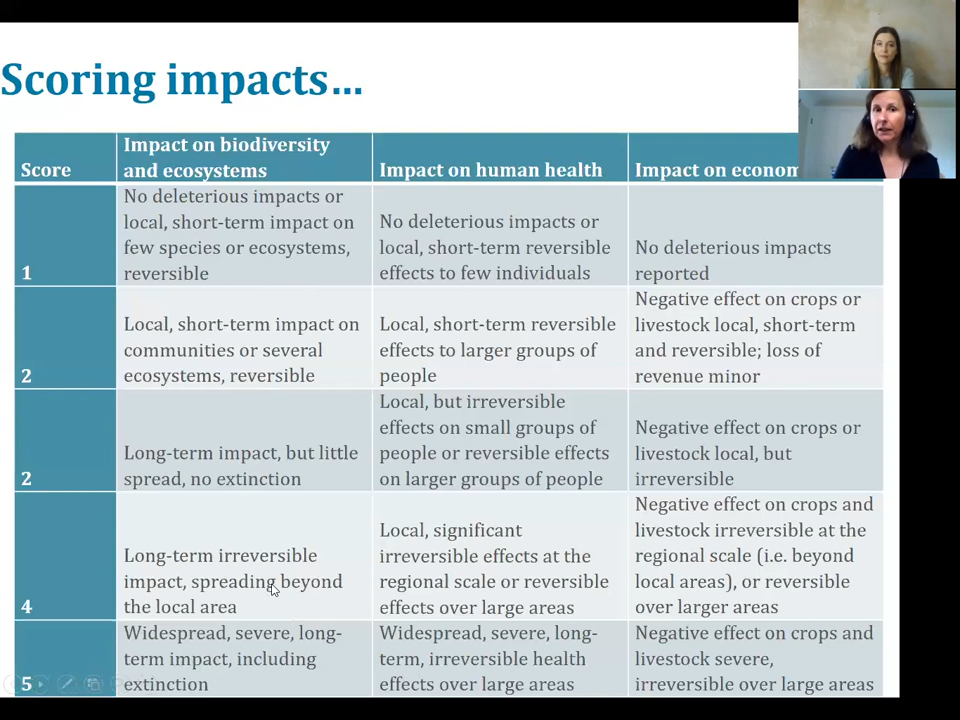 Scoring impacts…
Score
Impact on biodiversity
and ecosystems
Impact on human health
Impact on econom
1
No deleterious impacts or
local, short-term impact on
few species or ecosystems,
reversible
No deleterious impacts or
local, short-term reversible
effects to few individuals
No deleterious impacts
reported
2
Local, short-term impact on
communities or several
ecosystems, reversible
Local, short-term reversible
effects to larger groups of
people
Negative effect on crops or
livestock local, short-term
and reversible; loss of
revenue minor
2
Long-term impact, but little
spread, no extinction
Local, but irreversible
effects on small groups of
people or reversible effects
on larger groups of people
Negative effect on crops or
livestock local, but
irreversible
4
Long-term irreversible
impact, spreading beyond
the local area
Local, significant
irreversible effects at the
regional scale or reversible
effects over large areas
Negative effect on crops and
livestock irreversible at the
regional scale (i.e. beyond
local areas), or reversible
over larger areas
5
Widespread, severe, long-
term impact, including
extinction
Widespread, severe, long-
term, irreversible health
effects over large areas
Negative effect on crops and
livestock severe,
irreversible over large areas